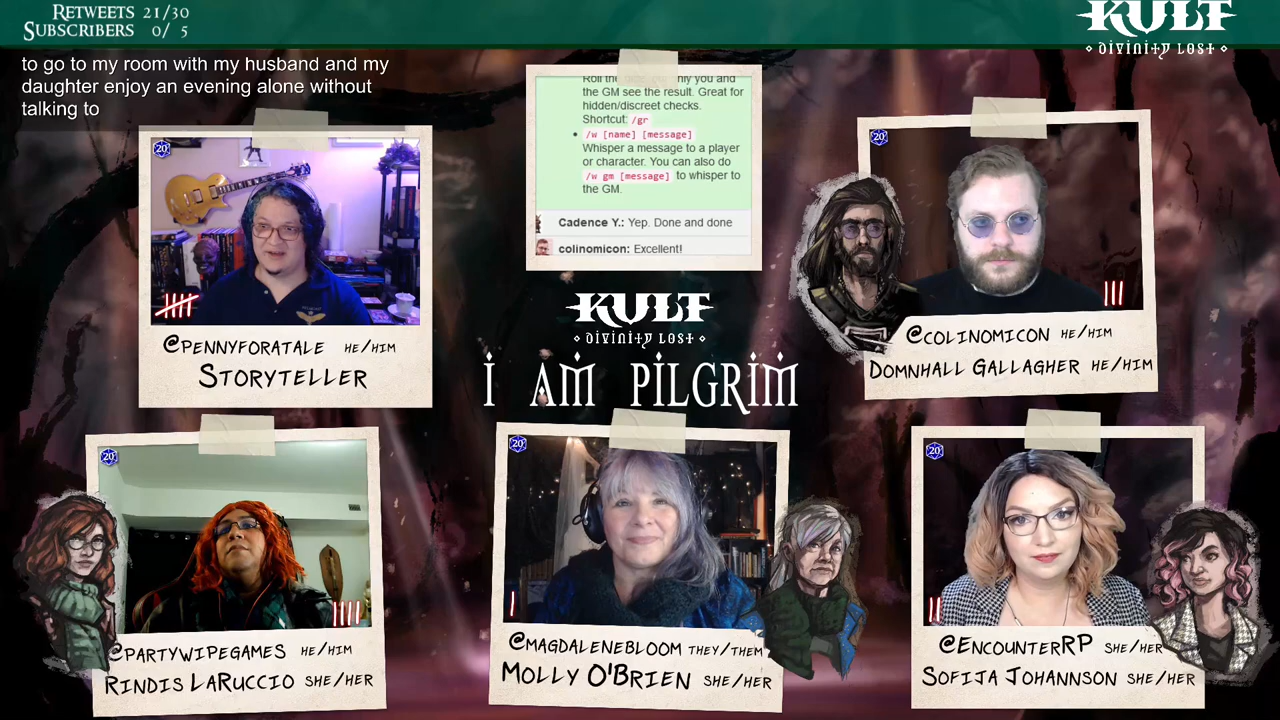 RETWEETS 21/30
SUBSCRIBERS 0/ 5
KULT
DIVINITY LOST
to go to my room with my husband and my
daughter enjoy an evening alone without
talking to
the GM see the result. Great for
hidden/discreet checks.
Shortcut: /gr
• /w [name] [message]
Whisper a message to a player
or character. You can also do
/w gm [message] to whisper to
the GM.
Cadence Y.: Yep. Done and done
colinomicon: Excellent!
20
@PENNYFORATALE HE/HIM
STORYTELLER
20
@COLINOMICON HE/HIM
DOMNHALL GALLAGHER HE/HIM
KULT
DIVINITY LOST
I AM PILGRIM
20
@PARTYWIPEGAMES HE/HIM
RINDIS LARUCCIO SHE/HER
20
@MAGDALENEBLOOM THEY/THEM
MOLLY O'BRIEN SHE/HER
20
@ENCOUNTERRP SHE/HER
SOFIJA JOHANNSON SHE/HER